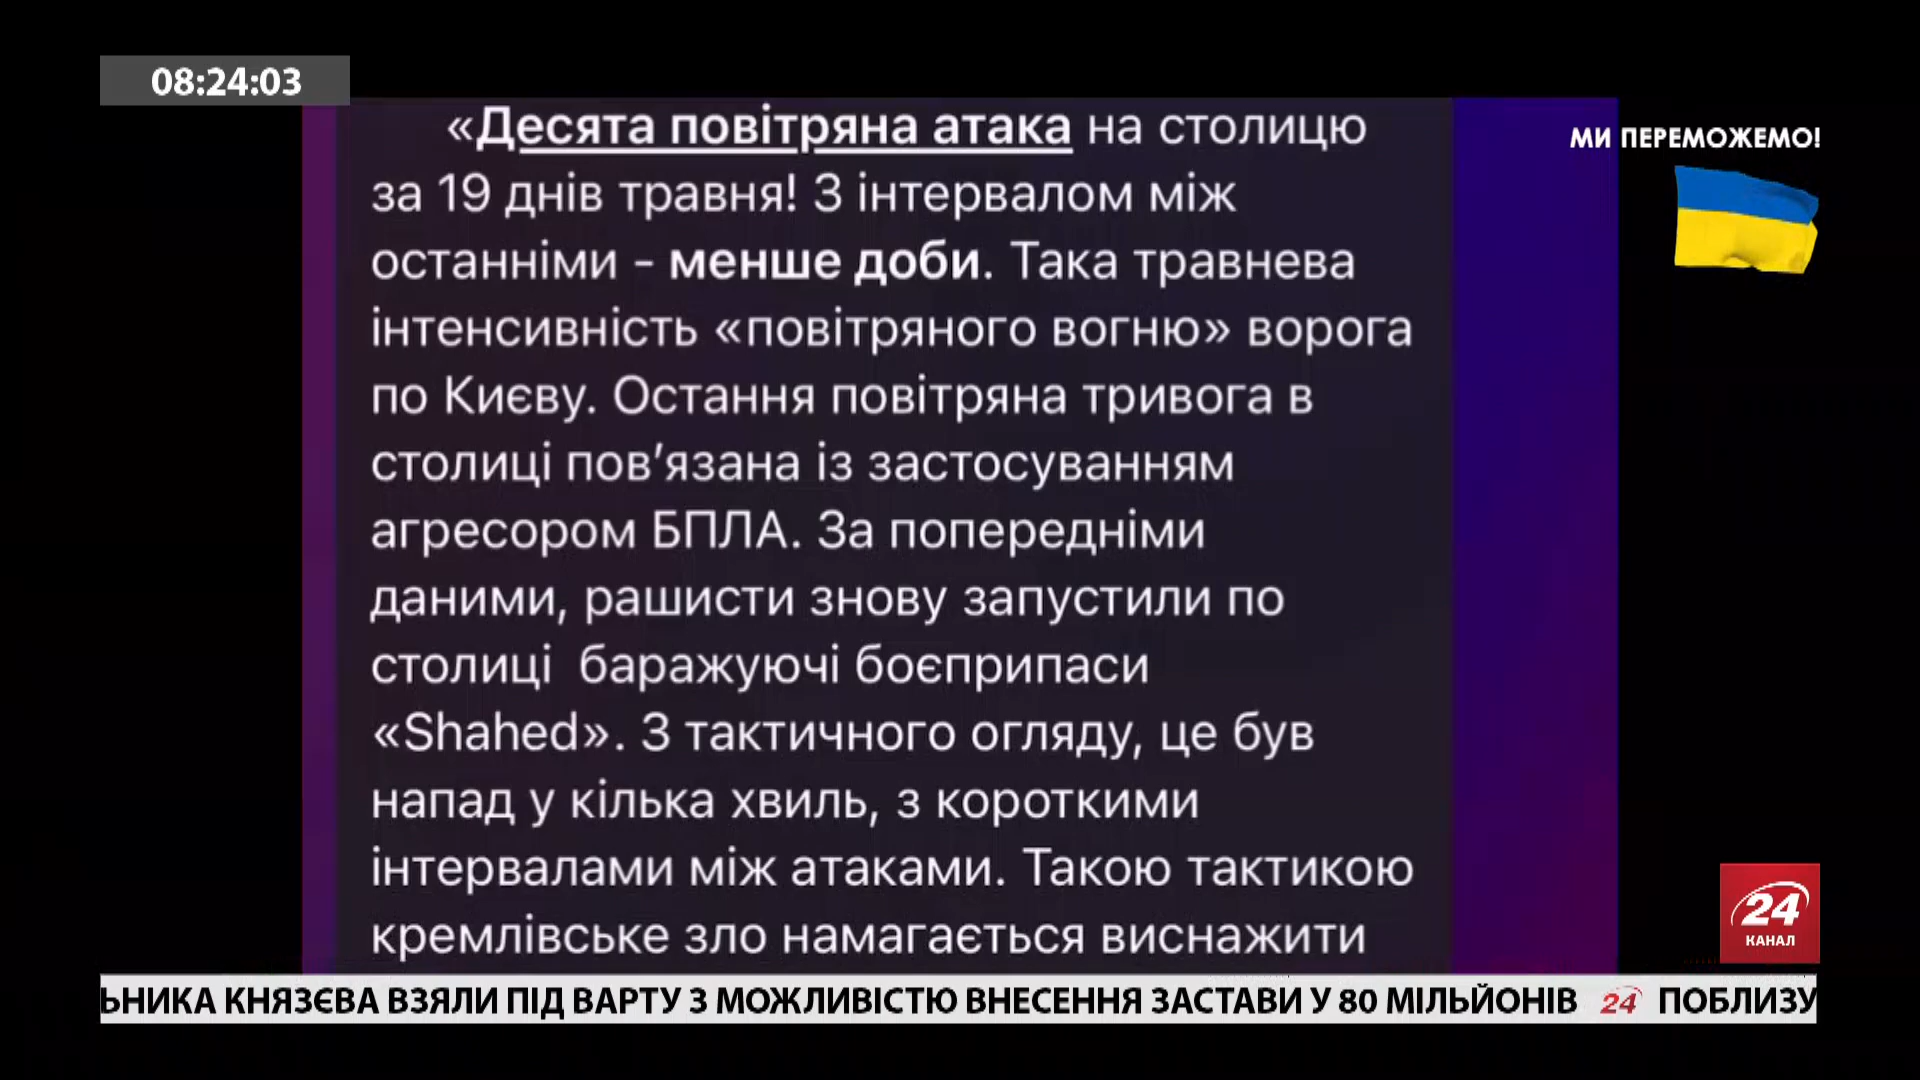 08:24:03
«Десята повітряна атака на столицю
за 19 днів травня! З інтервалом між
останніми - менше доби. Така травнева
інтенсивність «повітряного вогню» ворога
по Києву. Остання повітряна тривога в
столиці пов’язана із застосуванням
агресором БПЛА. За попередніми
даними, рашисти знову запустили по
столиці баражуючі боєприпаси
«Shahed». З тактичного огляду, це був
напад у кілька хвиль, з короткими
інтервалами між атаками. Такою тактикою
кремлівське зло намагається виснажити
МИ ПЕРЕМОЖЕМО!
24
КАНАЛ
ЬНИКА КНЯЗЄВА ВЗЯЛИ ПІД ВАРТУ З МОЖЛИВІСТЮ ВНЕСЕННЯ ЗАСТАВИ У 80 МІЛЬЙОНІВ 24 ПОБЛИЗУ